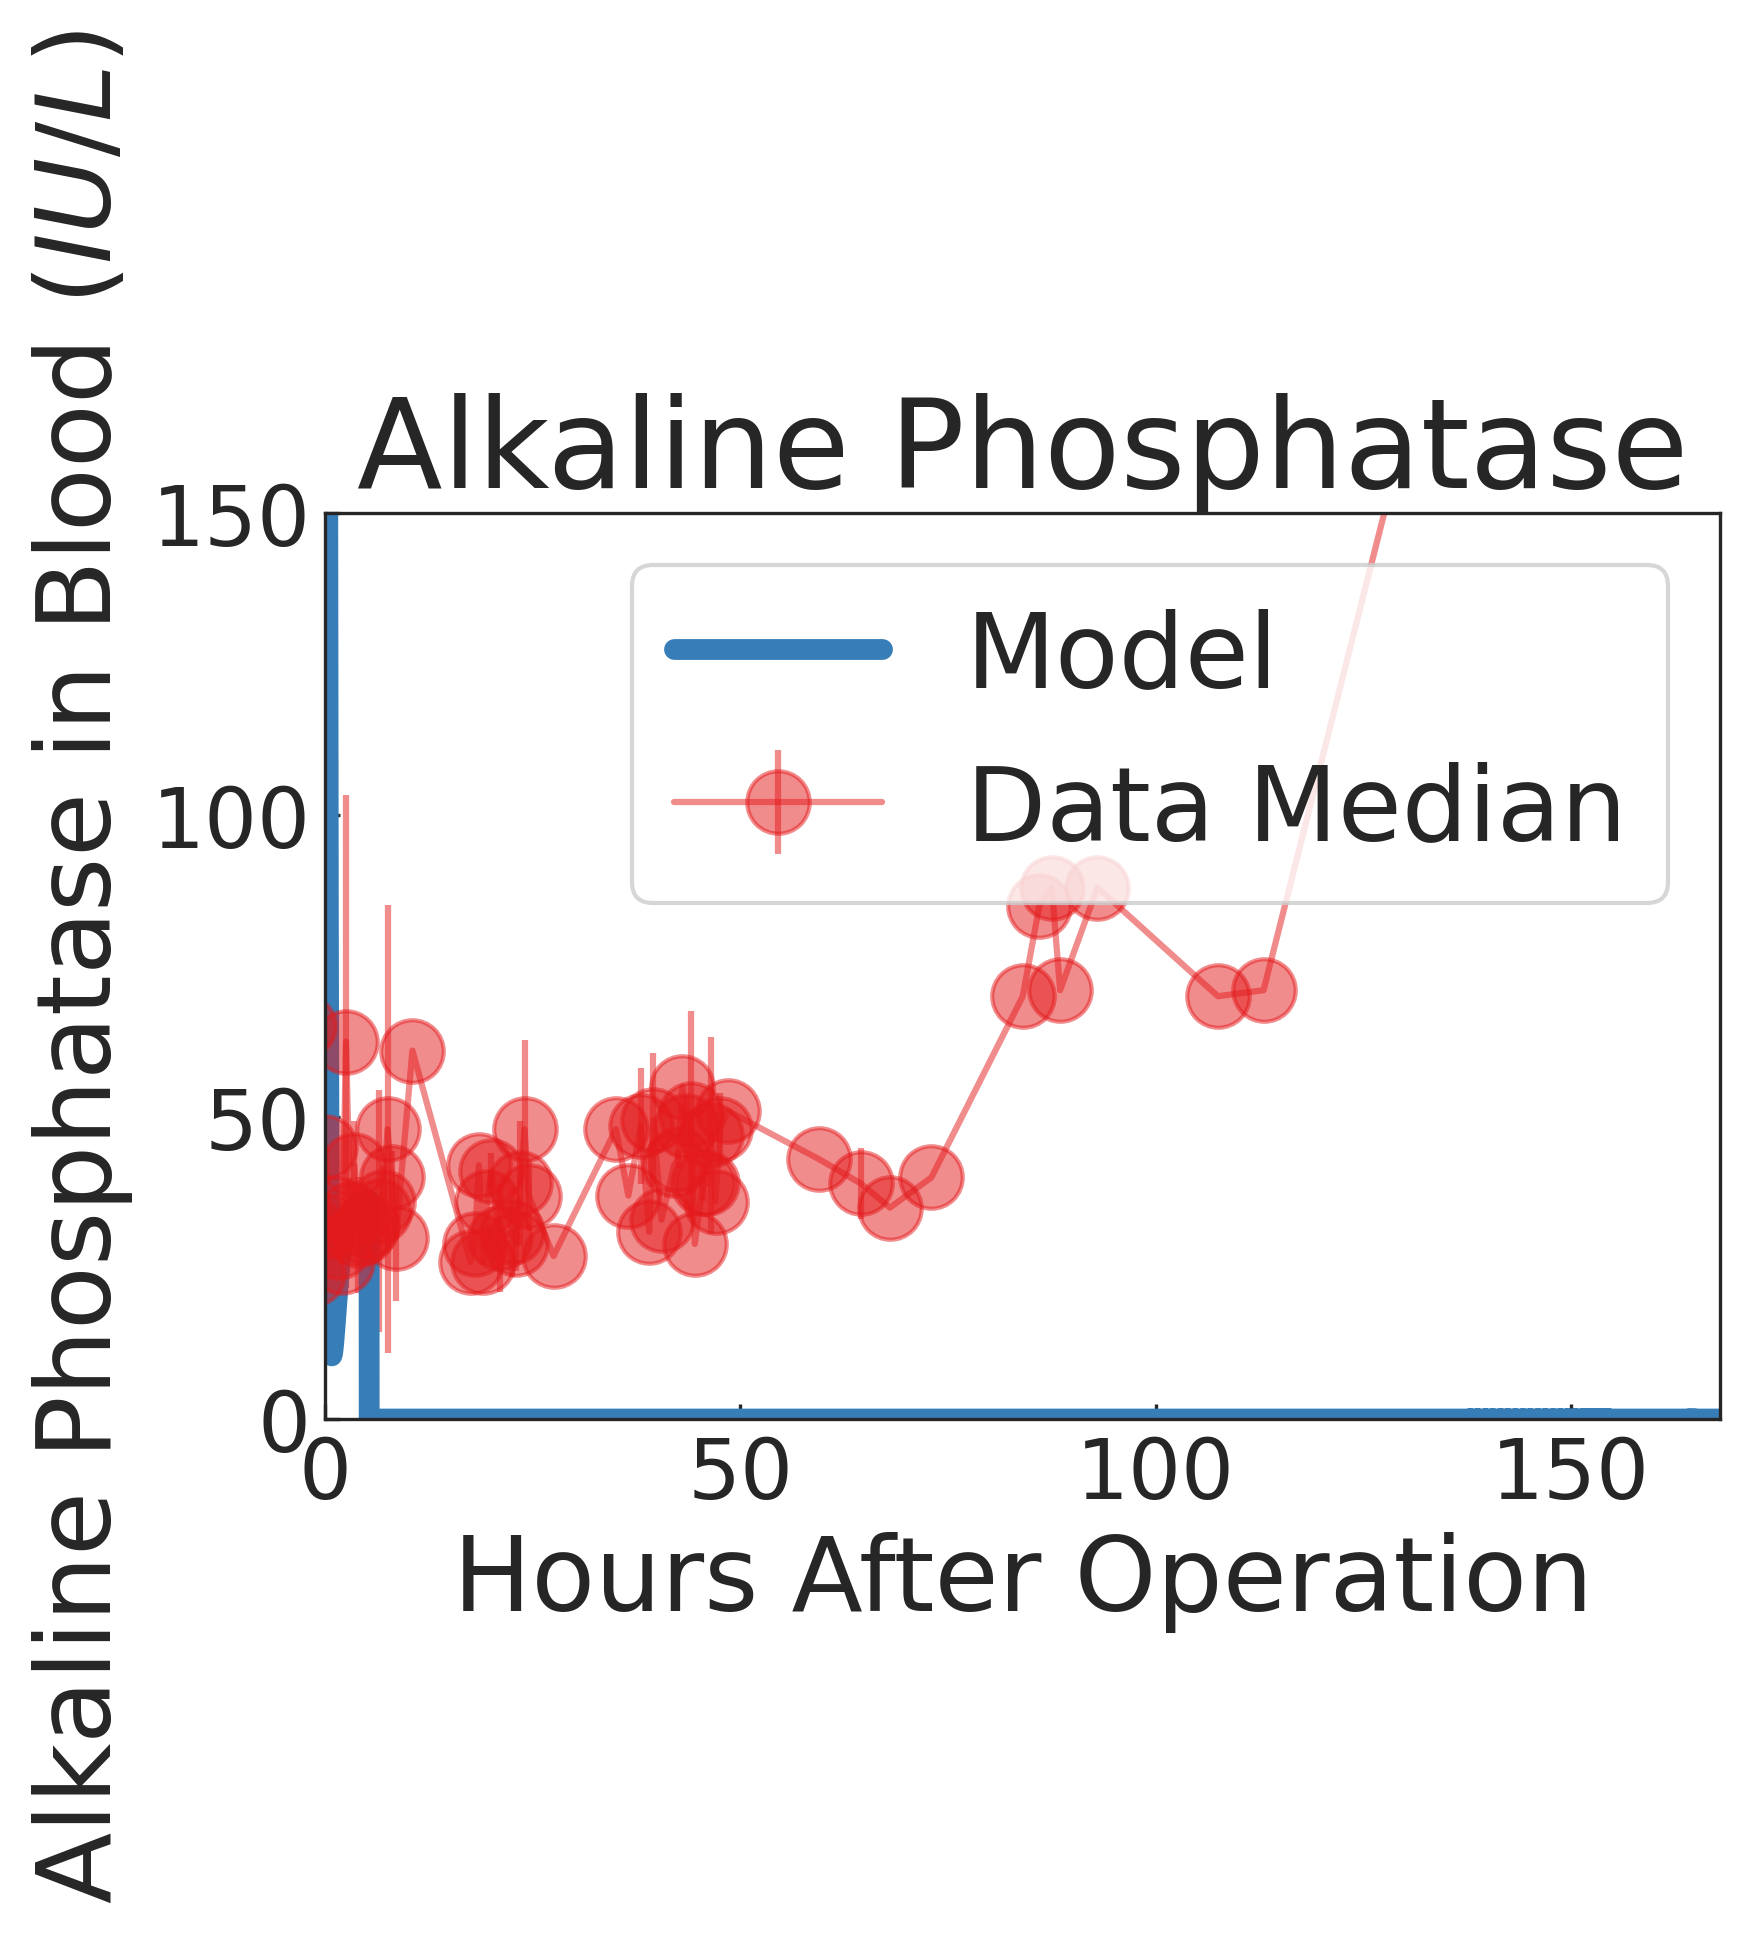 Alkaline Phosphatase
Alkaline Phosphatase in Blood (IU/L)
150
100
50
0
Model
Data Median
0 50 100 150
Hours After Operation